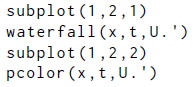 subplot(1,2,1)
waterfall(x,t,U.')
subplot(1,2,2)
pcolor(x,t,U.')